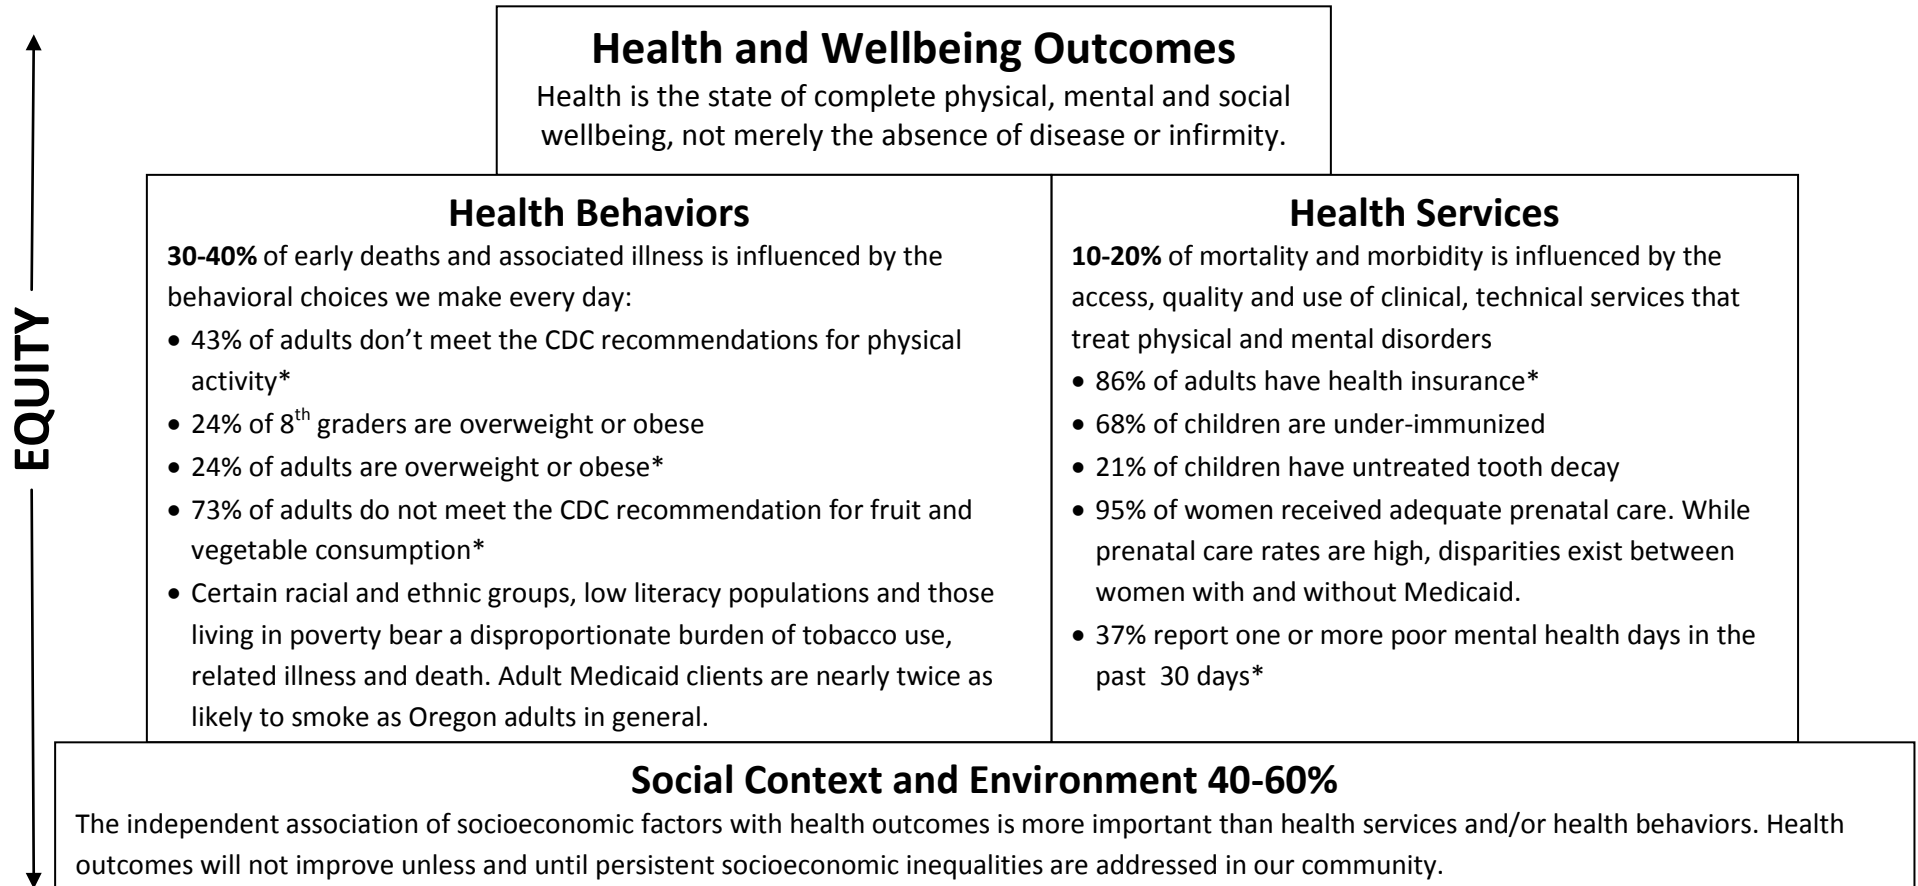 Health and Wellbeing Outcomes
Health is the state of complete physical, mental and social
wellbeing, not merely the absence of disease or infirmity.
EQUITY
Health Behaviors
30-40% of early deaths and associated illness is influenced by the
behavioral choices we make every day:
• 43% of adults don’t meet the CDC recommendations for physical
activity*
• 24% of 8th graders are overweight or obese
• 24% of adults are overweight or obese*
• 73% of adults do not meet the CDC recommendation for fruit and
vegetable consumption*
• Certain racial and ethnic groups, low literacy populations and those
living in poverty bear a disproportionate burden of tobacco use,
related illness and death. Adult Medicaid clients are nearly twice as
likely to smoke as Oregon adults in general.
Health Services
10-20% of mortality and morbidity is influenced by the
access, quality and use of clinical, technical services that
treat physical and mental disorders
• 86% of adults have health insurance*
• 68% of children are under-immunized
• 21% of children have untreated tooth decay
• 95% of women received adequate prenatal care. While
prenatal care rates are high, disparities exist between
women with and without Medicaid.
• 37% report one or more poor mental health days in the
past 30 days*
Social Context and Environment 40-60%
The independent association of socioeconomic factors with health outcomes is more important than health services and/or health behaviors. Health
outcomes will not improve unless and until persistent socioeconomic inequalities are addressed in our community.